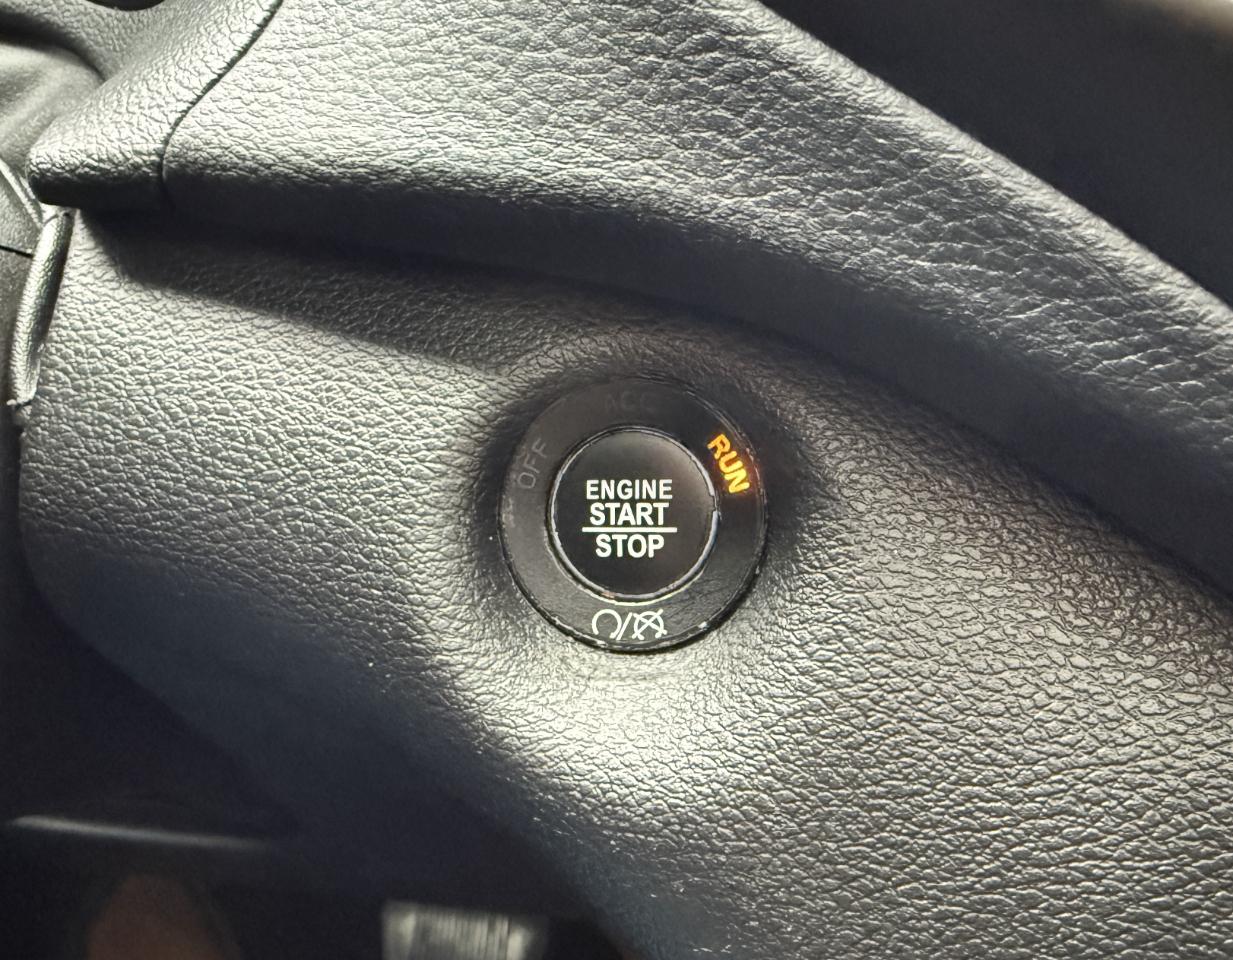 ACC
OFF
RUN
ENGINE
START
STOP